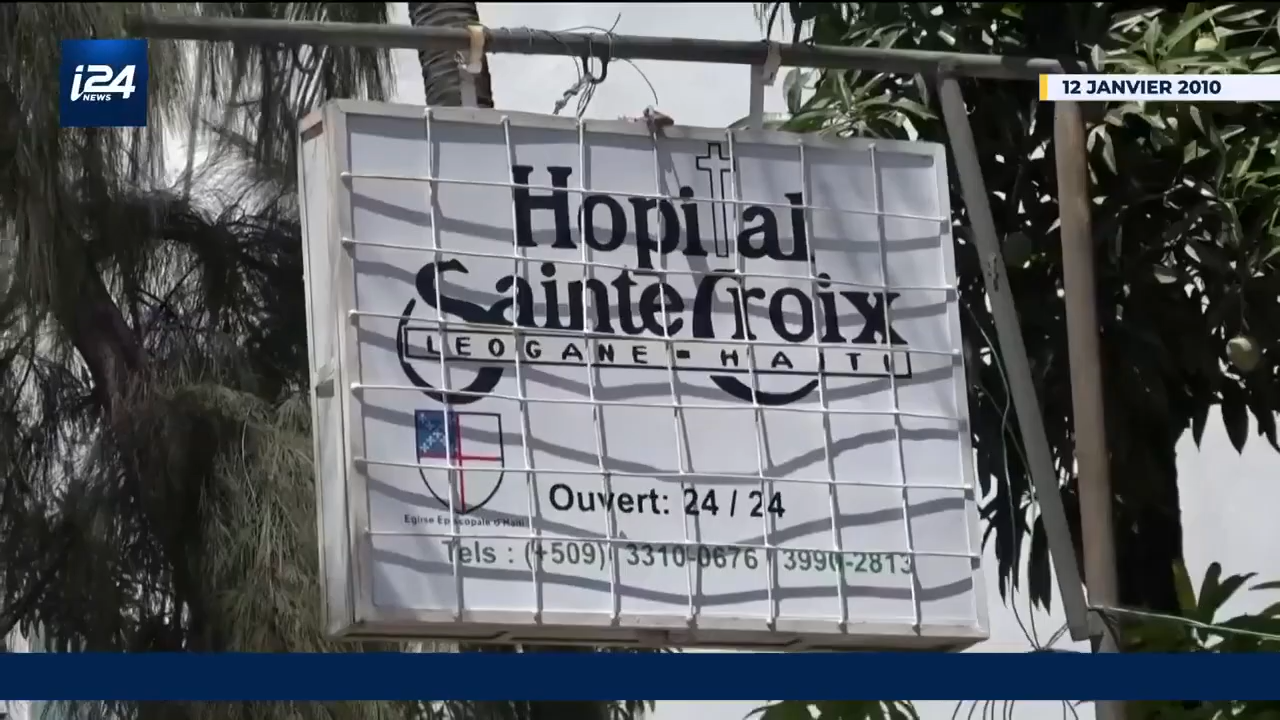 i24
NEWS
12 JANVIER 2010
Hopital
Sainte Croix
LEOGANE - HAITI
Eglise Episcopale d'Haiti
Ouvert: 24 / 24
Tels : (+509) 3310-0676 / 3990-2813